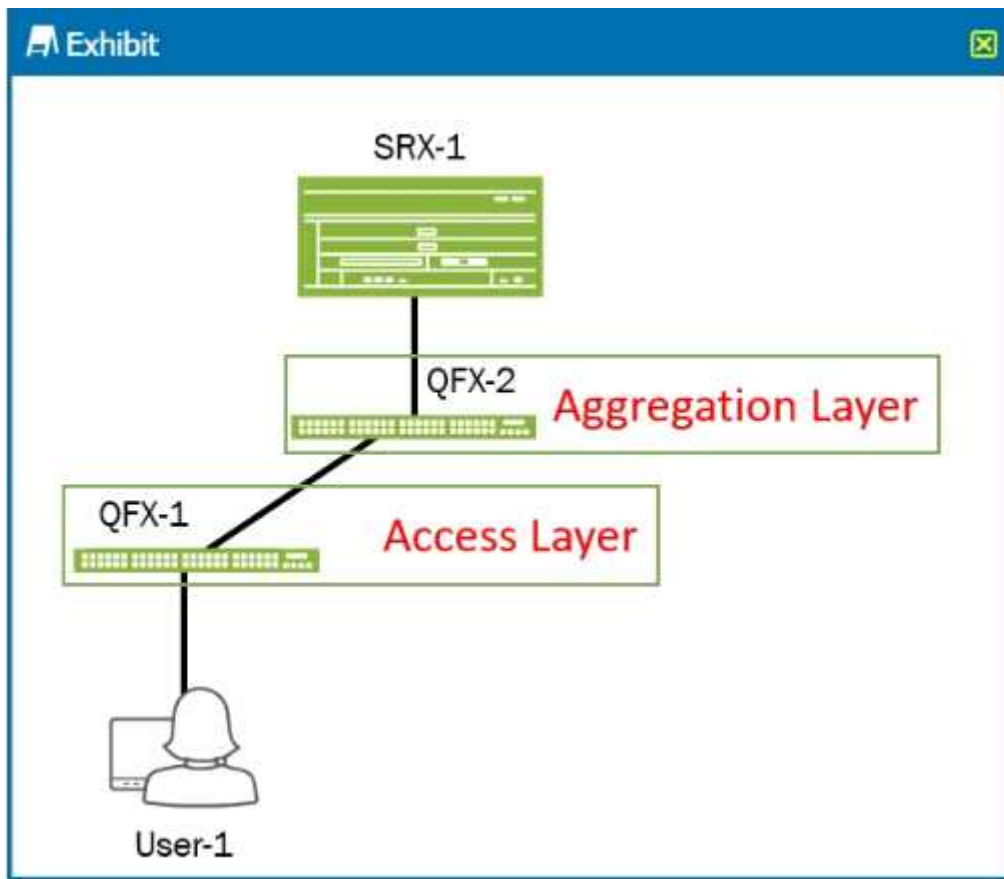 Exhibit
SRX-1
QFX-2
Aggregation Layer
QFX-1
Access Layer
User-1